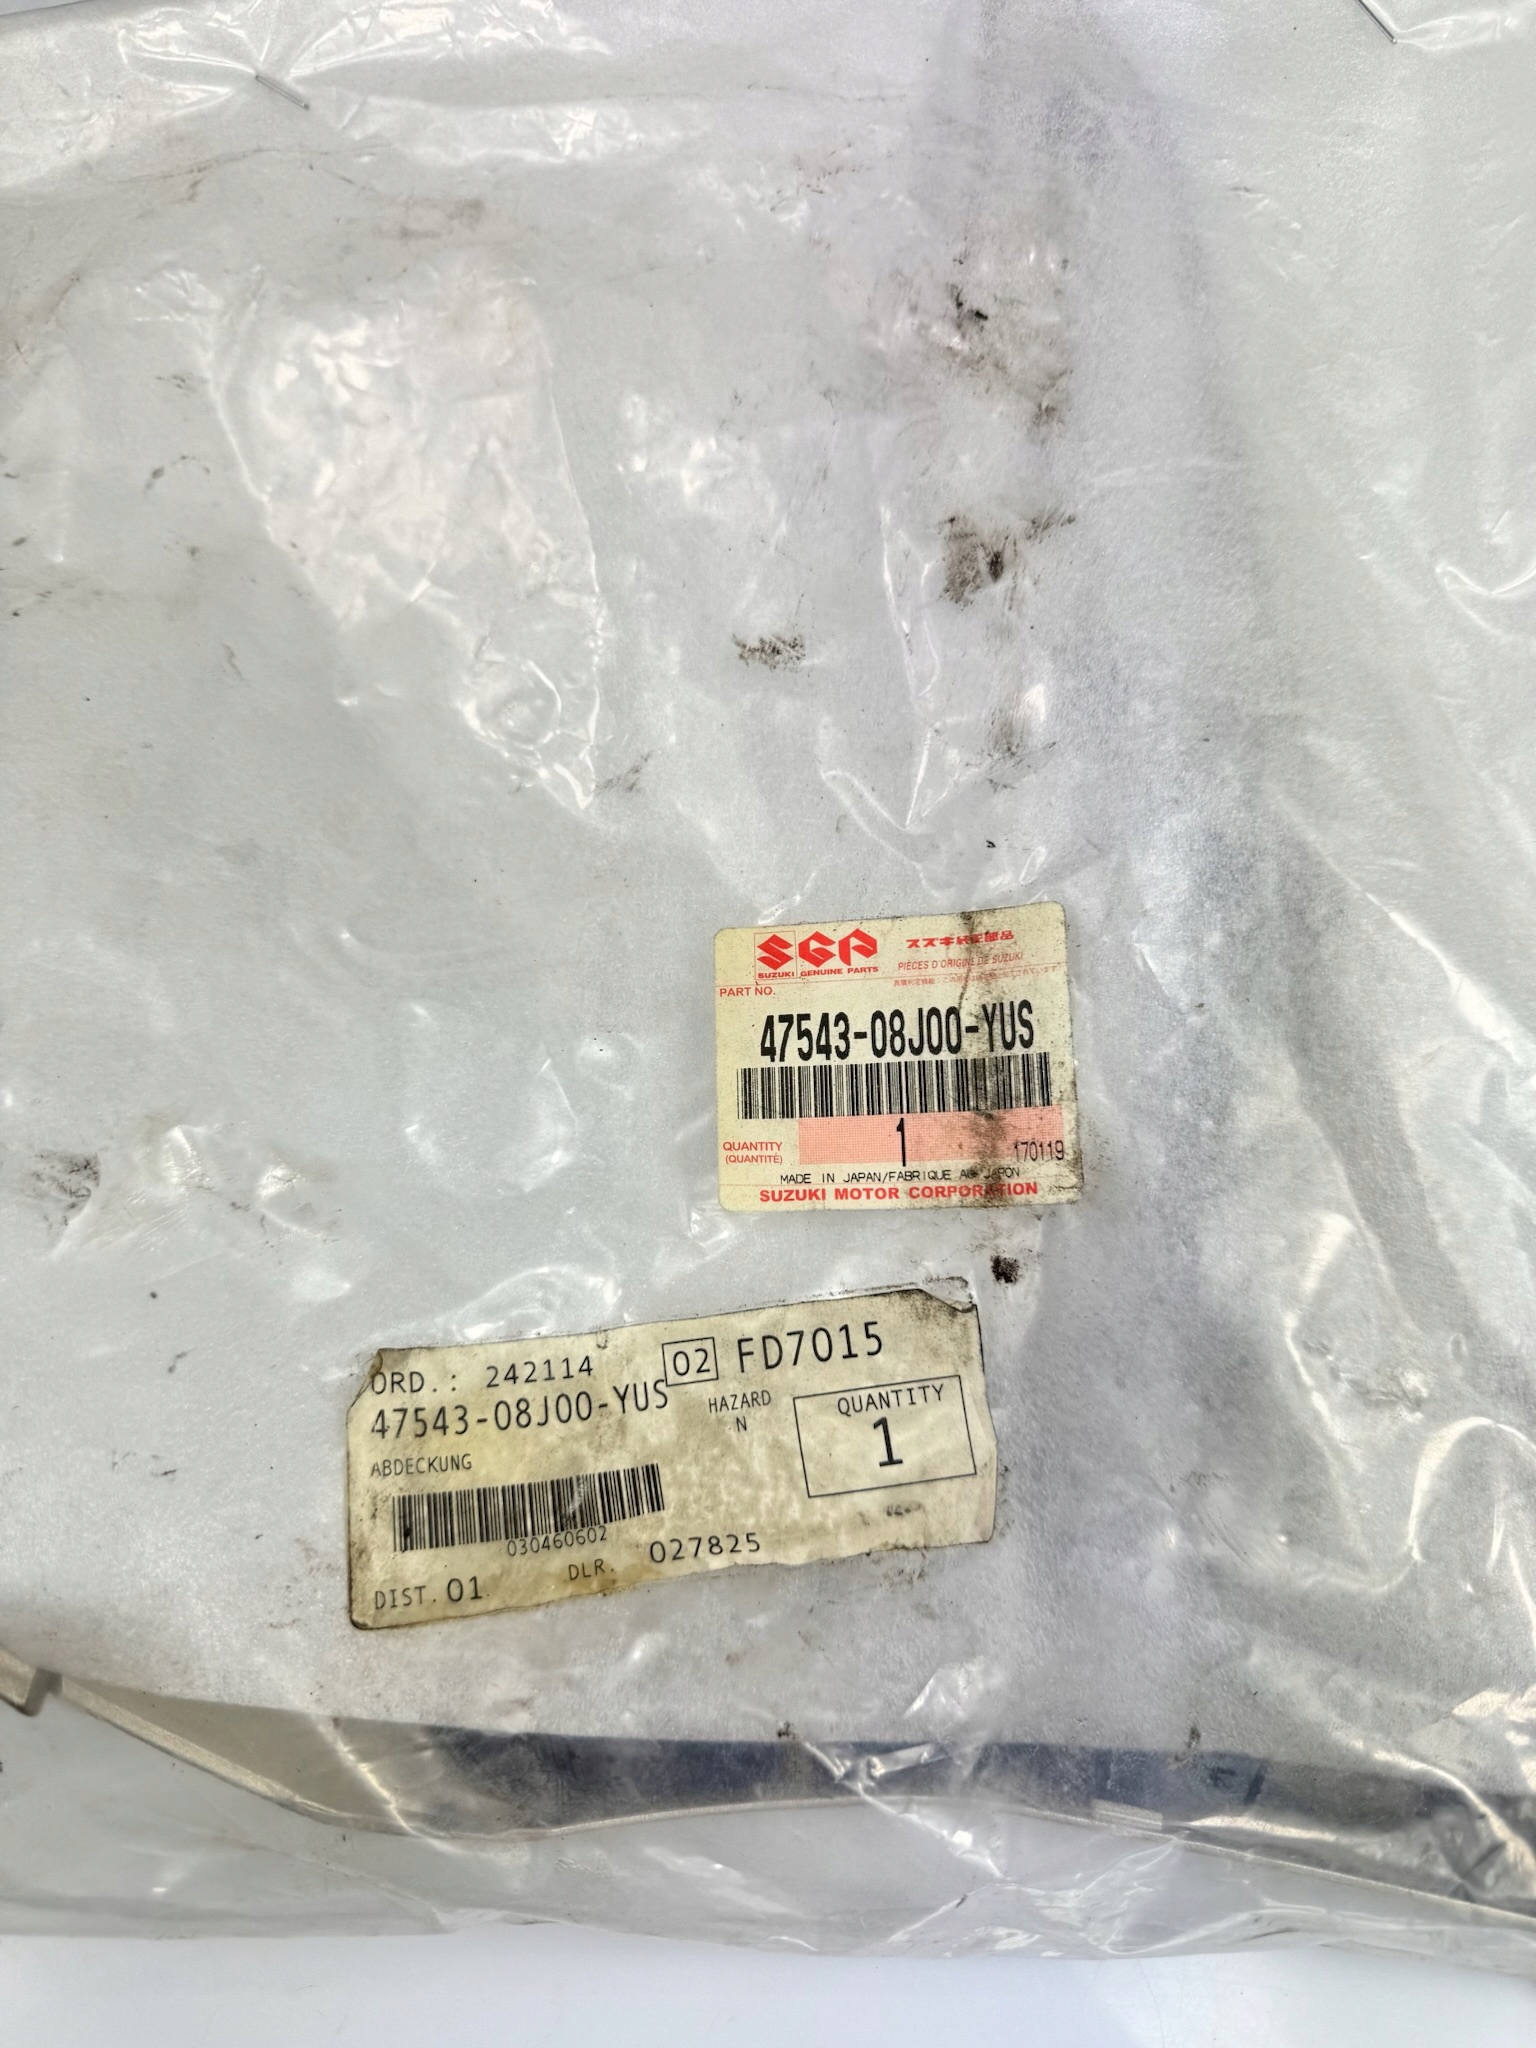 SGP
SUZUKI GENUINE PARTS
スズキ純正部品
PIÈCES D'ORIGINE DE SUZUKI
PART NO.
47543-08J00-YUS
QUANTITY
(QUANTITÉ)
1
170119
MADE IN JAPAN/FABRIQUE AU JAPON
SUZUKI MOTOR CORPORATION
ORD.: 242114
02 FD7015
47543-08J00-YUS
HAZARD
N
QUANTITY
1
ABDECKUNG
030460602
DIST. 01
DLR. 027825